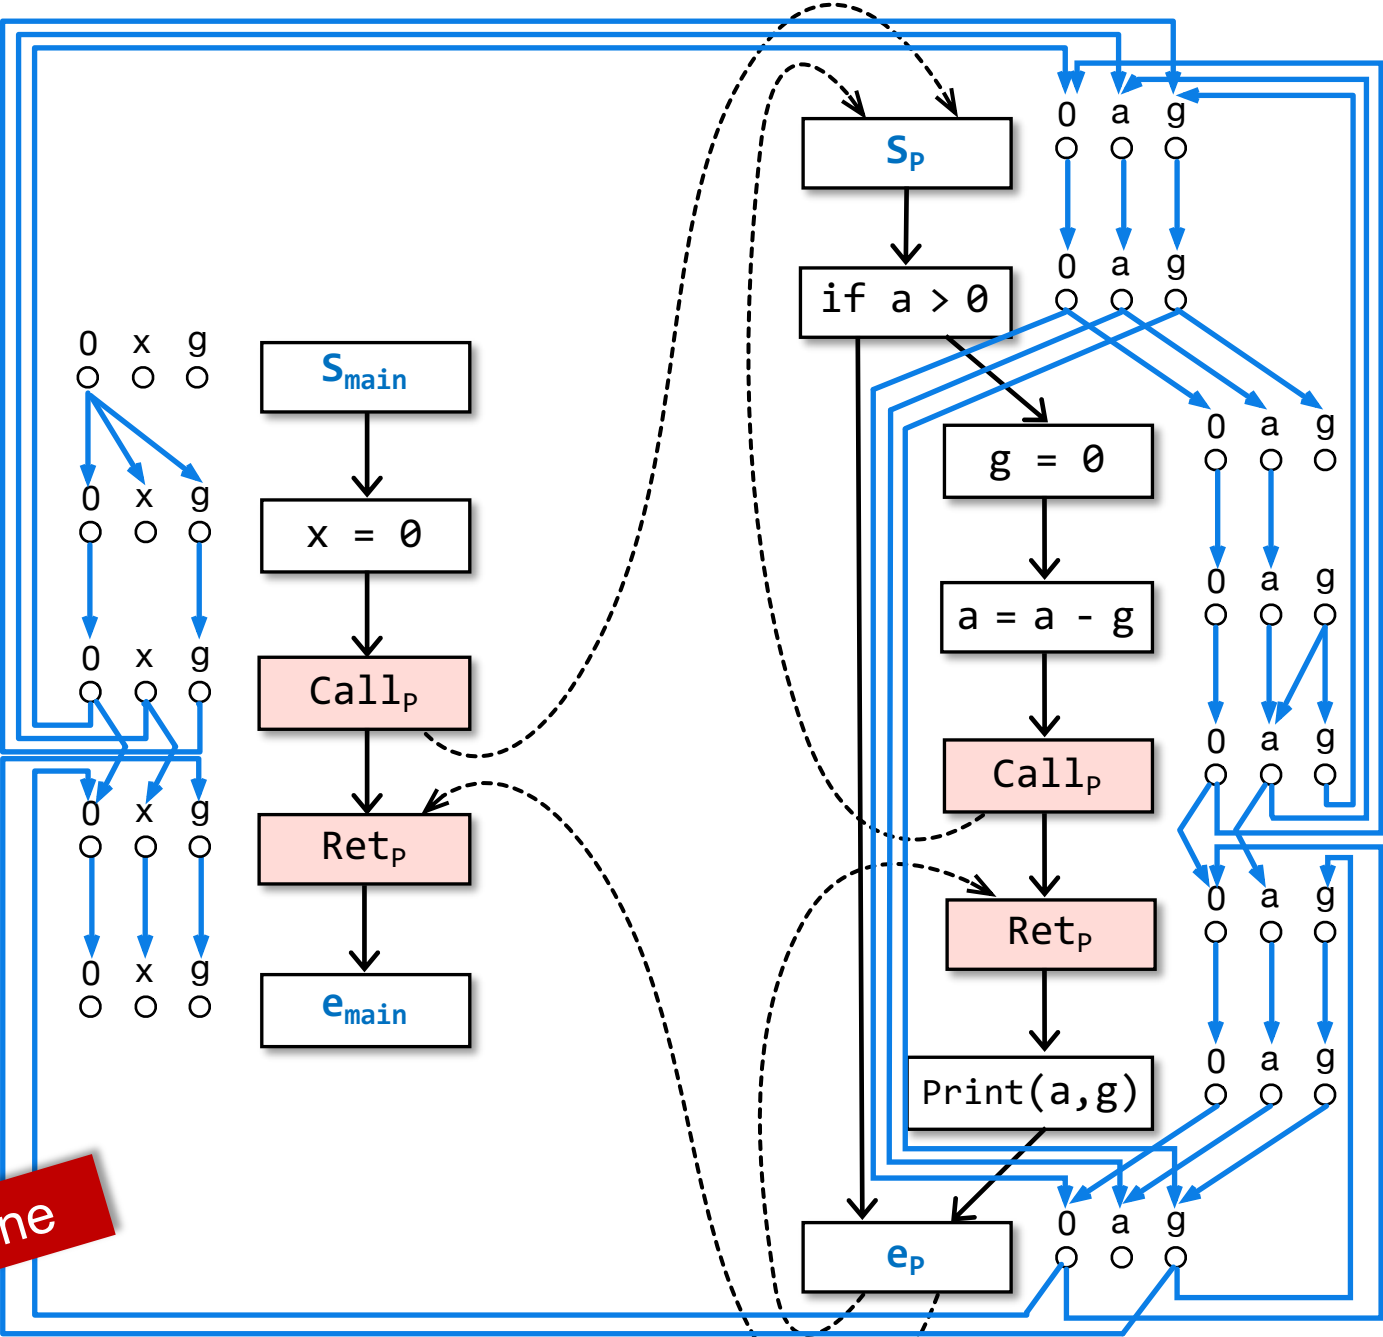 0 a g
S_P
0 a g
if a > 0
0 x g
S_main
0 a g
g = 0
0 x g
x = 0
0 a g
a = a - g
0 x g
Call_P
0 a g
Call_P
0 x g
Ret_P
0 a g
Ret_P
0 x g
e_main
0 a g
Print(a,g)
0 a g
e_P